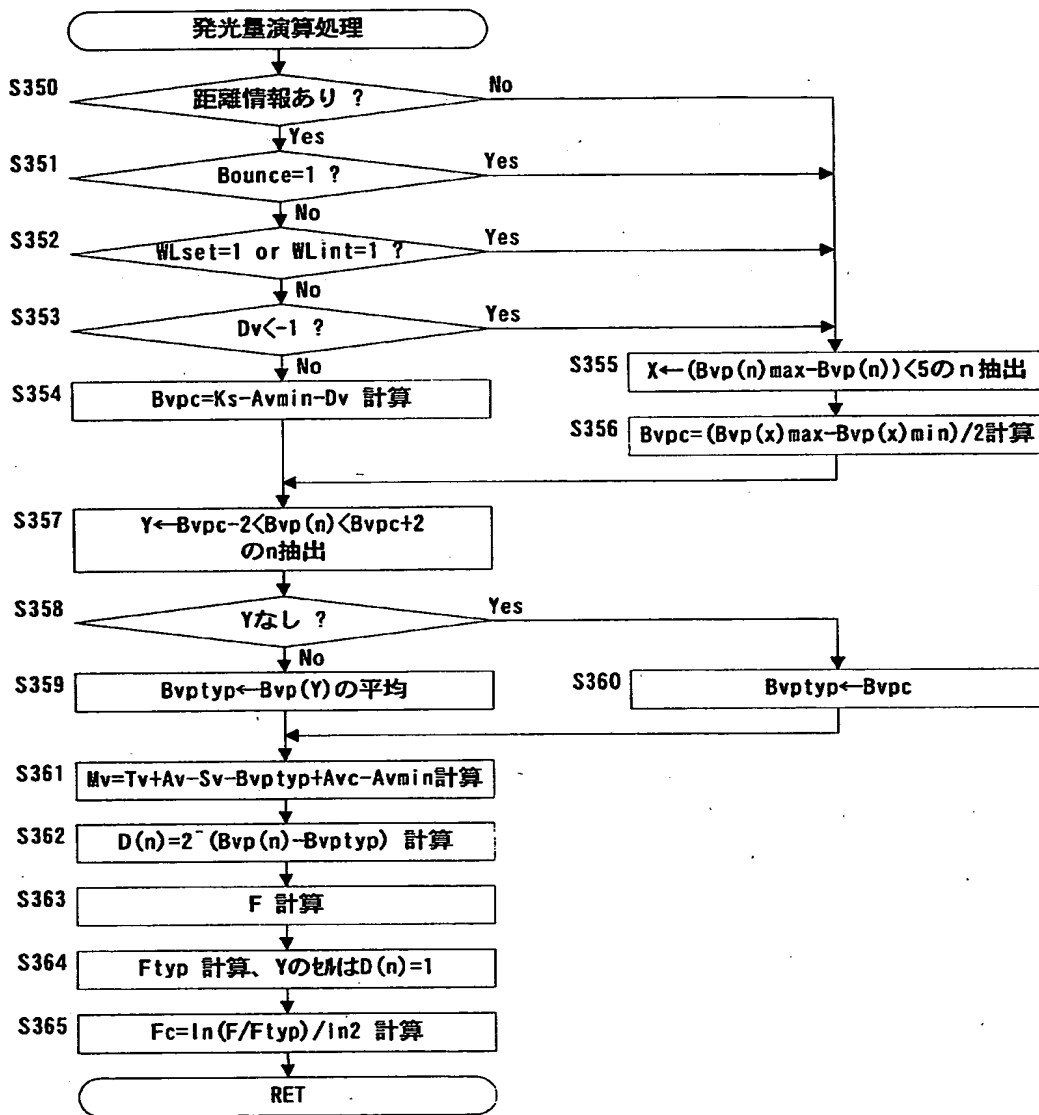 発光量演算処理
S350
距離情報あり ?
No
Yes
S351
Bounce=1 ?
Yes
No
S352
WLset=1 or WLint=1 ?
Yes
No
S353
Dv<-1 ?
Yes
No
S354
Bvpc=Ks-Avmin-Dv 計算
S355
X←(Bvp(n)max-Bvp(n))<5のn抽出
S356
Bvpc=(Bvp(x)max-Bvp(x)min)/2計算
S357
Y←Bvpc-2<Bvp(n)<Bvpc+2
のn抽出
S358
Yなし ?
Yes
No
S359
Bvptyp←Bvp(Y)の平均
S360
Bvptyp←Bvpc
S361
Mv=Tv+Av-Sv-Bvptyp+Avc-Avmin計算
S362
D(n)=2^(Bvp(n)-Bvptyp) 計算
S363
F 計算
S364
Ftyp 計算、Yのセルは D(n)=1
S365
Fc=ln(F/Ftyp)/in2 計算
RET